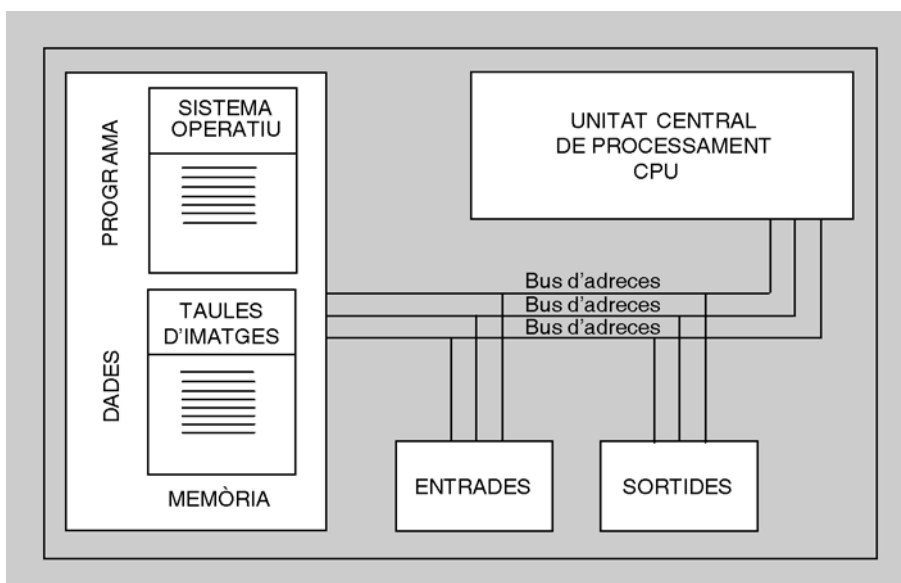 PROGRAMA
SISTEMA
OPERATIU
DADES
TAULES
D'IMATGES
MEMÒRIA
UNITAT CENTRAL
DE PROCESSAMENT
CPU
Bus d'adreces
Bus d'adreces
Bus d'adreces
ENTRADES
SORTIDES